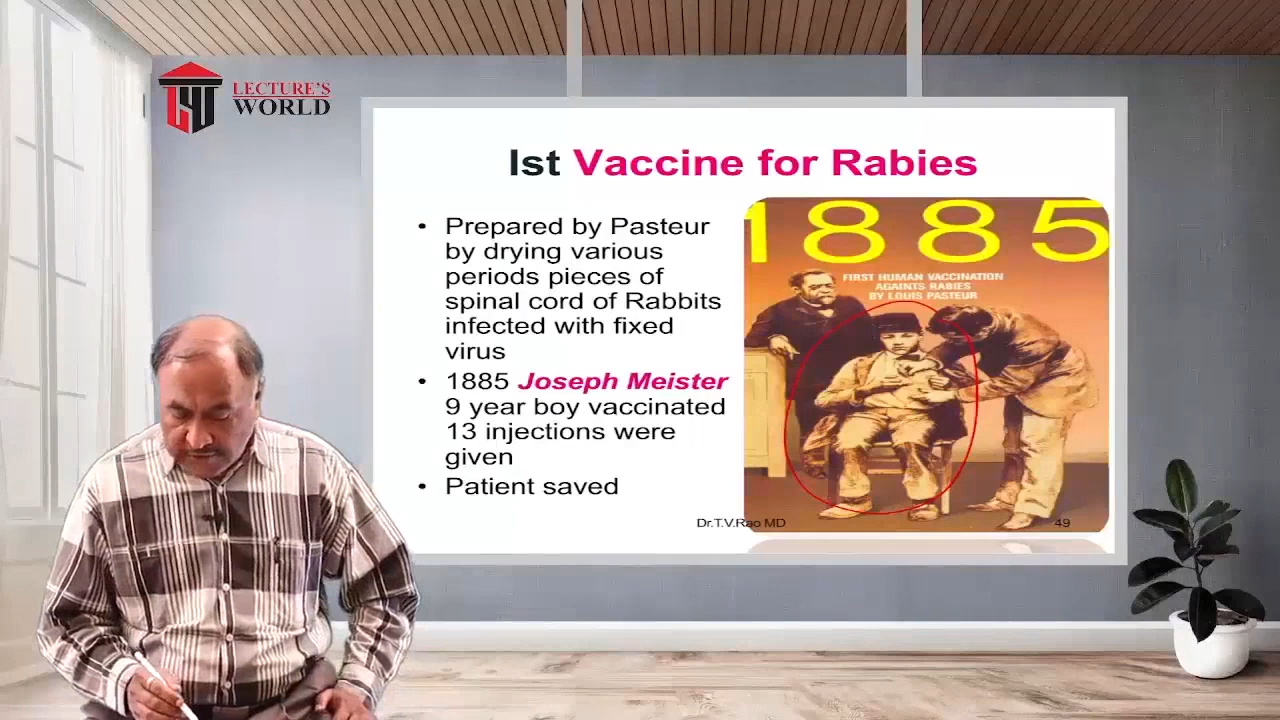 LECTURE'S
WORLD
Ist Vaccine for Rabies
• Prepared by Pasteur
by drying various
periods pieces of
spinal cord of Rabbits
infected with fixed
virus
• 1885 Joseph Meister
9 year boy vaccinated
13 injections were
given
• Patient saved
1885
FIRST HUMAN VACCINATION
AGAINTS RABIES
BY LOUIS PASTEUR
Dr.T.V.Rao MD
49